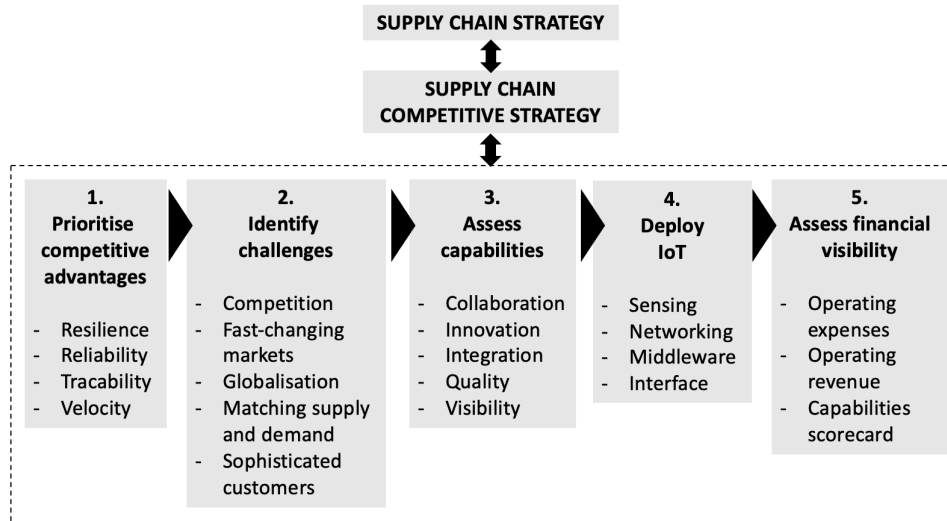 SUPPLY CHAIN STRATEGY
SUPPLY CHAIN
COMPETITIVE STRATEGY
1.
Prioritise
competitive
advantages
- Resilience
- Reliability
- Tracability
- Velocity
2.
Identify
challenges
- Competition
- Fast-changing
markets
- Globalisation
- Matching supply
and demand
- Sophisticated
customers
3.
Assess
capabilities
- Collaboration
- Innovation
- Integration
- Quality
- Visibility
4.
Deploy
IoT
- Sensing
- Networking
- Middleware
- Interface
5.
Assess financial
visibility
- Operating
expenses
- Operating
revenue
- Capabilities
scorecard